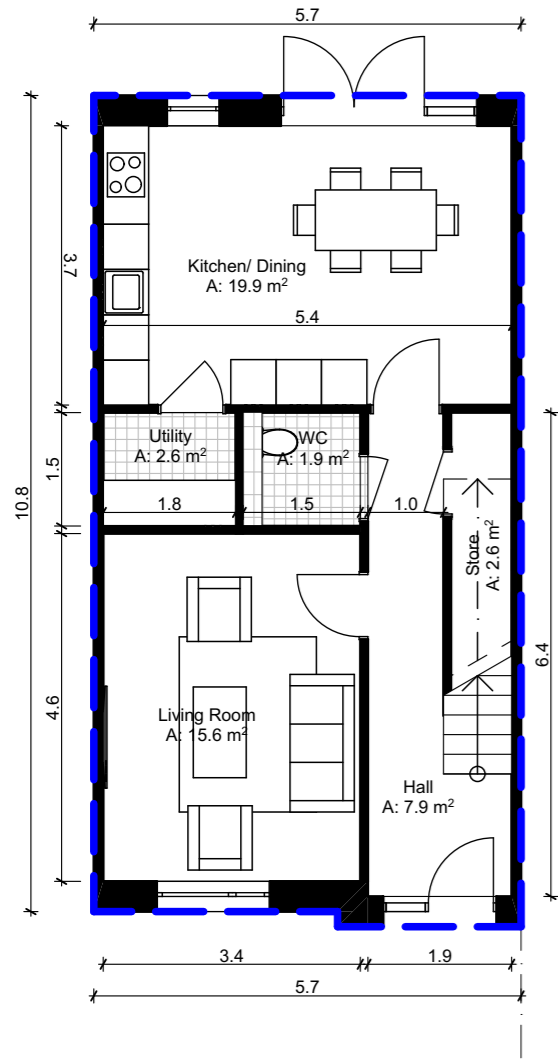 5.7
Kitchen/ Dining
A: 19.9 m²
3.7
5.4
Utility
A: 2.6 m²
WC
A: 1.9 m²
10.8
1.5
1.8
1.5
1.0
Store
A: 2.6 m²
6.4
4.6
Living Room
A: 15.6 m²
Hall
A: 7.9 m²
3.4
1.9
5.7